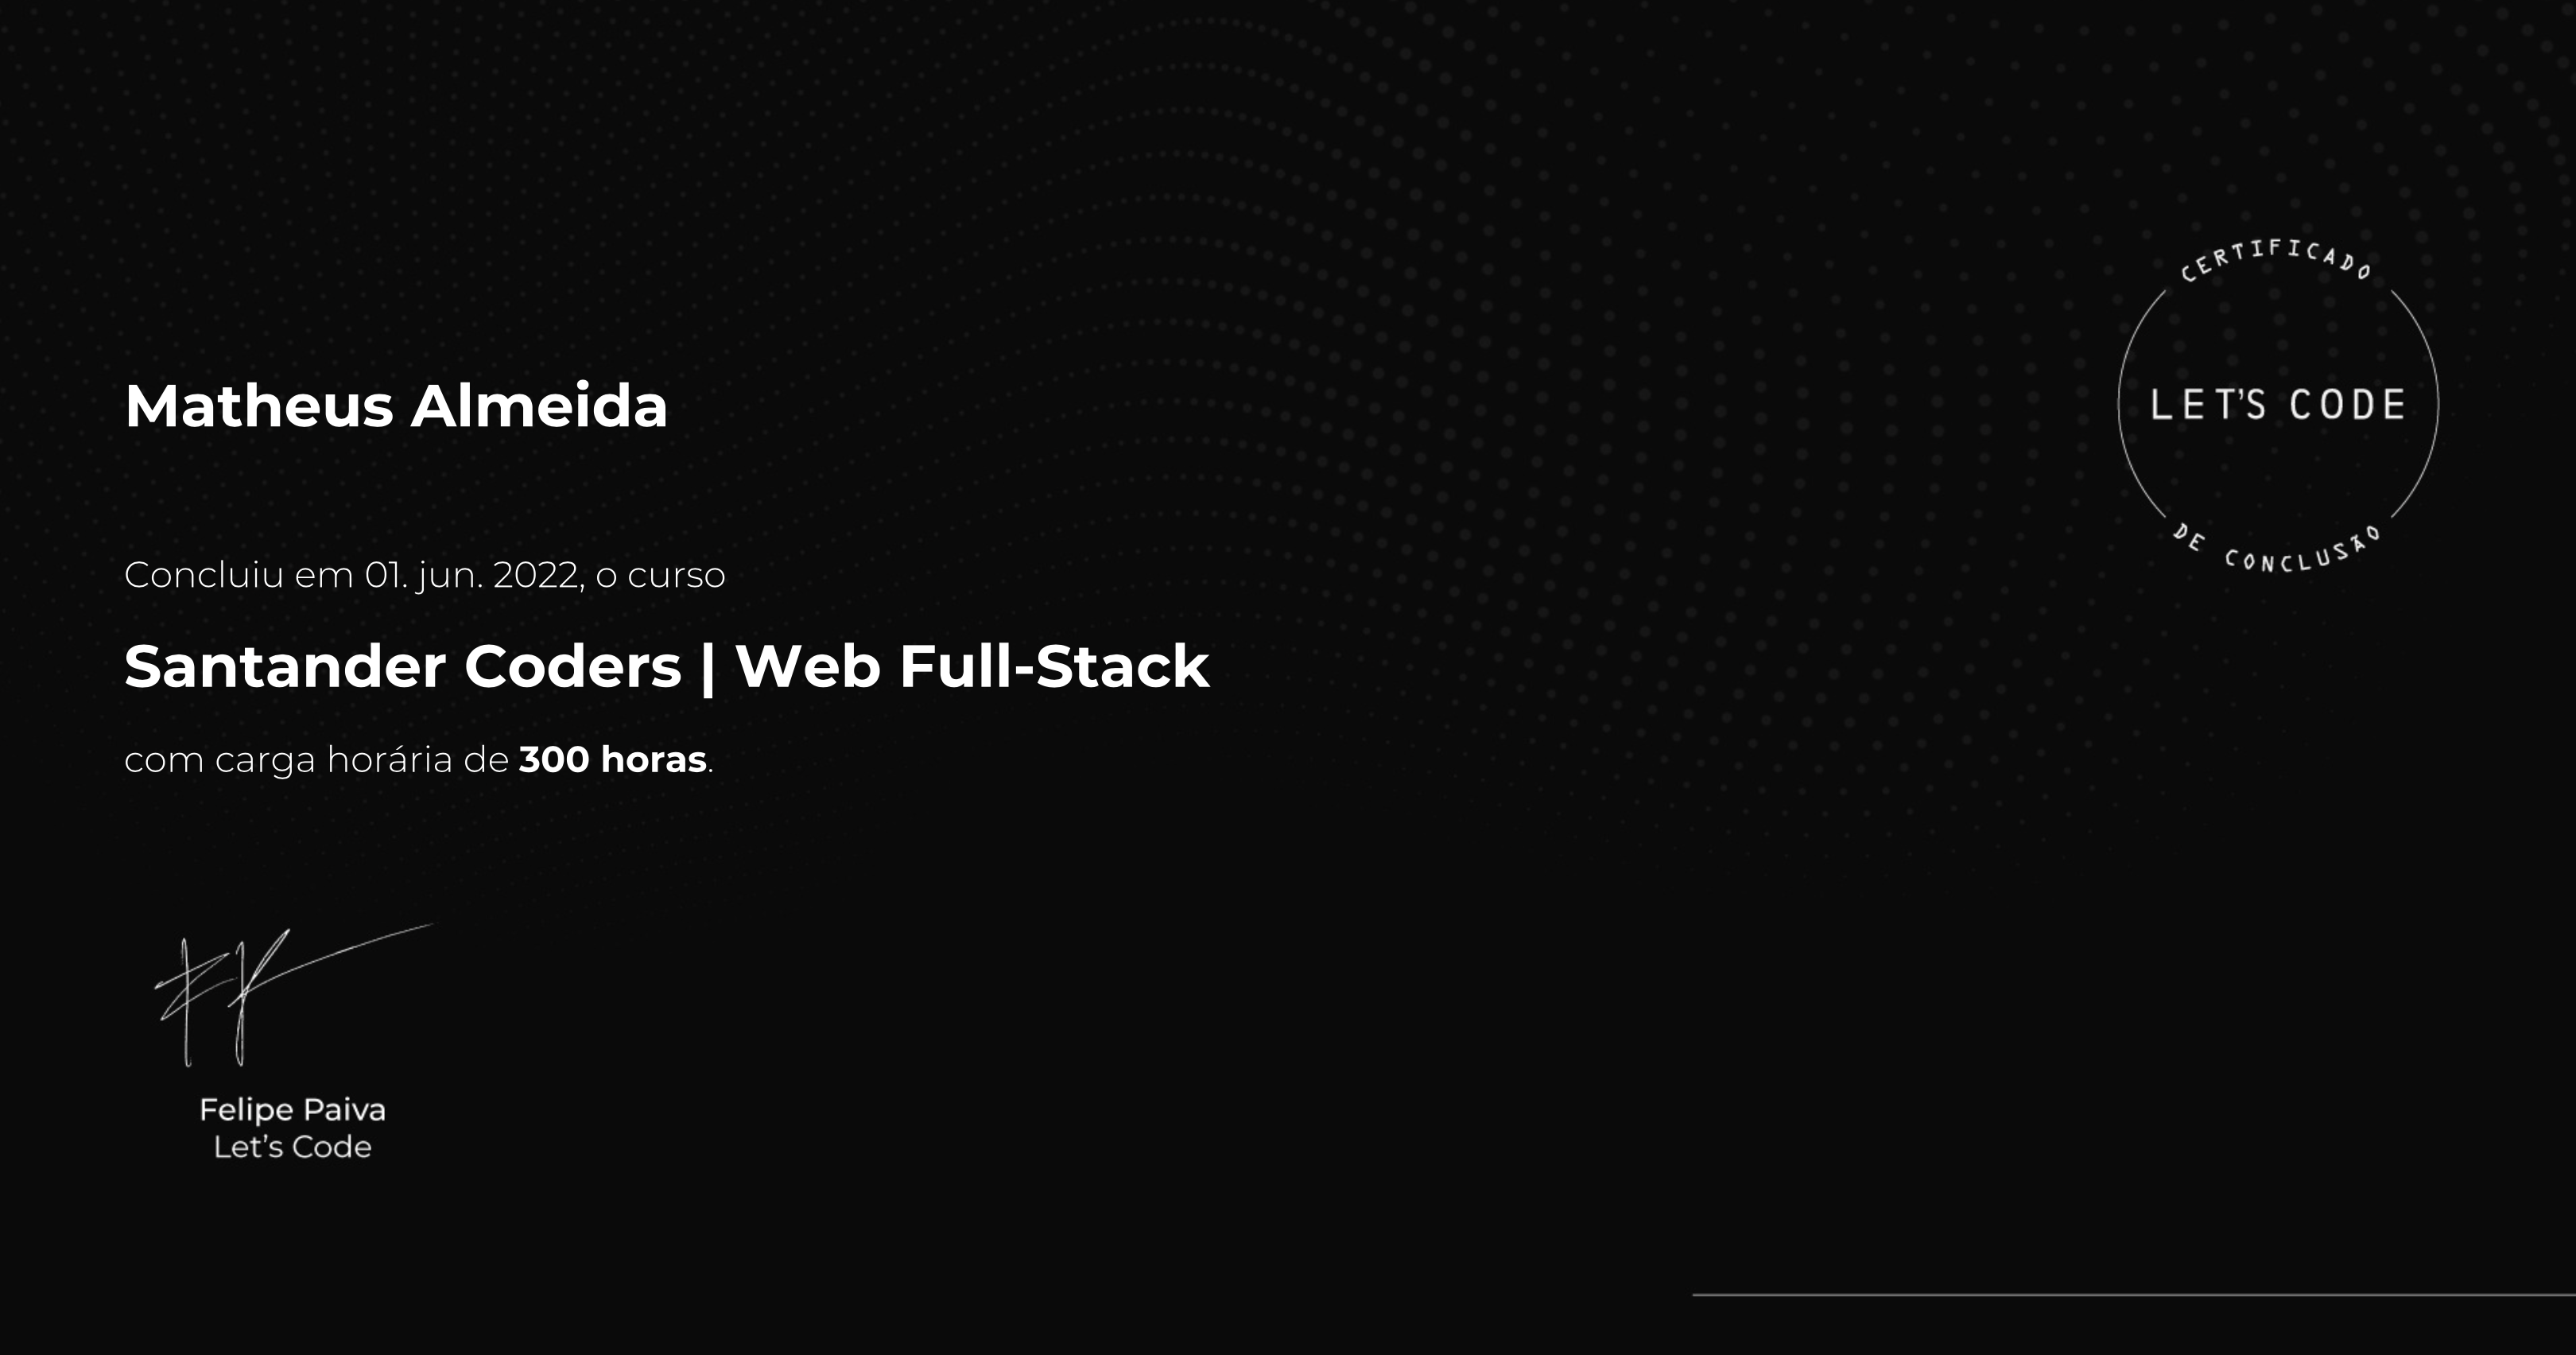 Matheus Almeida
Concluiu em 01. jun. 2022, o curso
Santander Coders | Web Full-Stack
com carga horária de 300 horas.
CERTIFICADO
LET'S CODE
DE CONCLUSÃO
Felipe Paiva
Let's Code